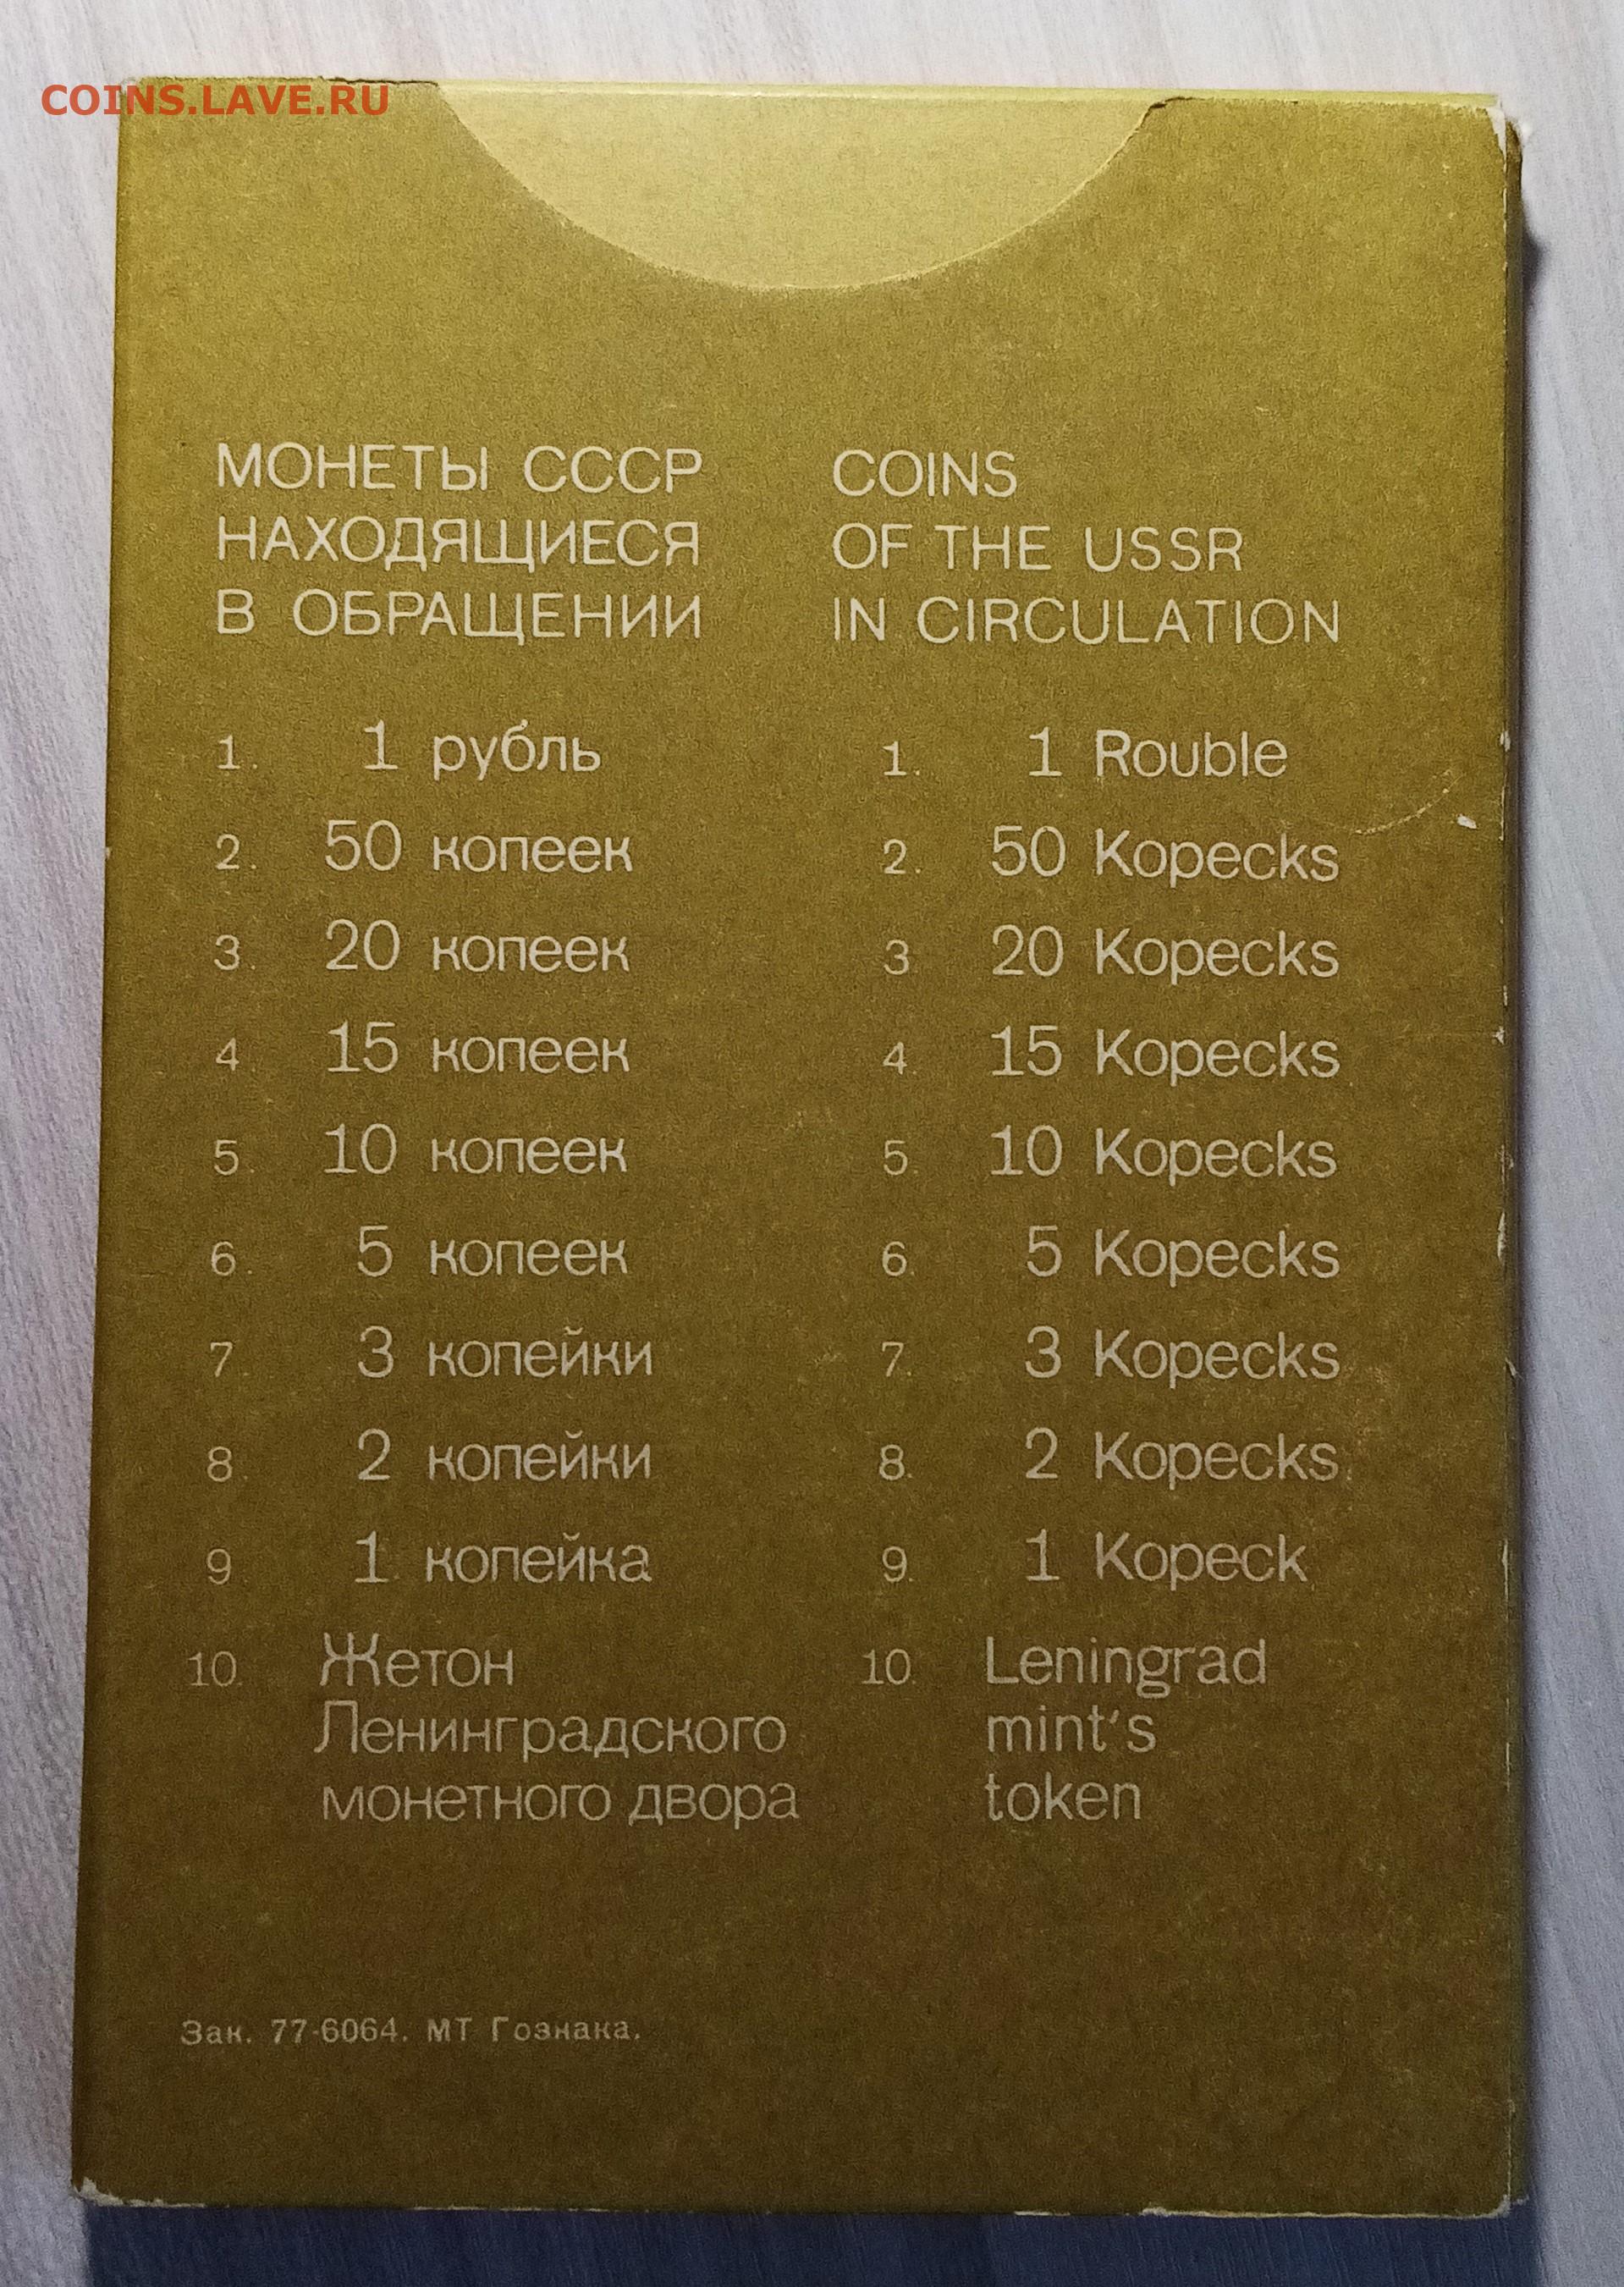 COINS.LAVE.RU
МОНЕТЫ СССР
НАХОДЯЩИЕСЯ
В ОБРАЩЕНИИ
1. 1 рубль
2. 50 копеек
3. 20 копеек
4. 15 копеек
5. 10 копеек
6. 5 копеек
7. 3 копейки
8. 2 копейки
9. 1 копейка
10. Жетон
Ленинградского
монетного двора
COINS
OF THE USSR
IN CIRCULATION
1. 1 Rouble
2. 50 Kopecks
3. 20 Kopecks
4. 15 Kopecks
5. 10 Kopecks
6. 5 Kopecks
7. 3 Kopecks
8. 2 Kopecks
9. 1 Kopeck
10. Leningrad
mint's
token
Зак. 77-6064. МТ Гознака.